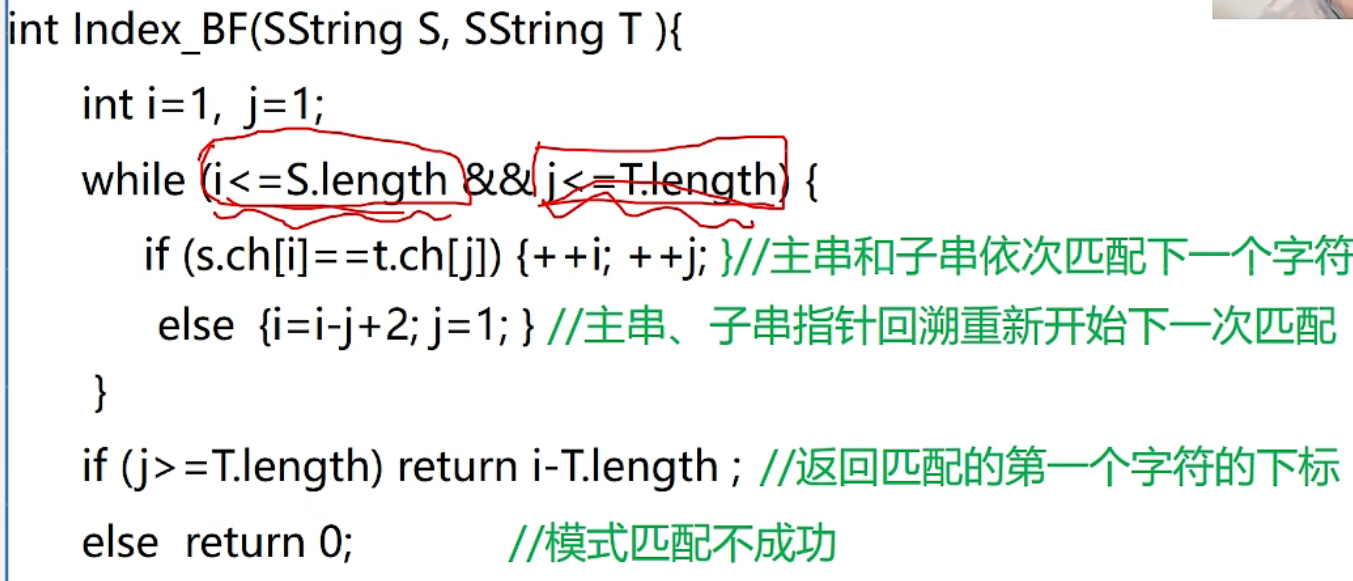 int Index_BF(SString S, SString T ){
int i=1, j=1;
while (i<=S.length && j<=T.length) {
if (s.ch[i]==t.ch[j]) {++i; ++j; }//主串和子串依次匹配下一个字符
else {i=i-j+2; j=1; } //主串、子串指针回溯重新开始下一次匹配
}
if (j>=T.length) return i-T.length ; //返回匹配的第一个字符的下标
else return 0; //模式匹配不成功